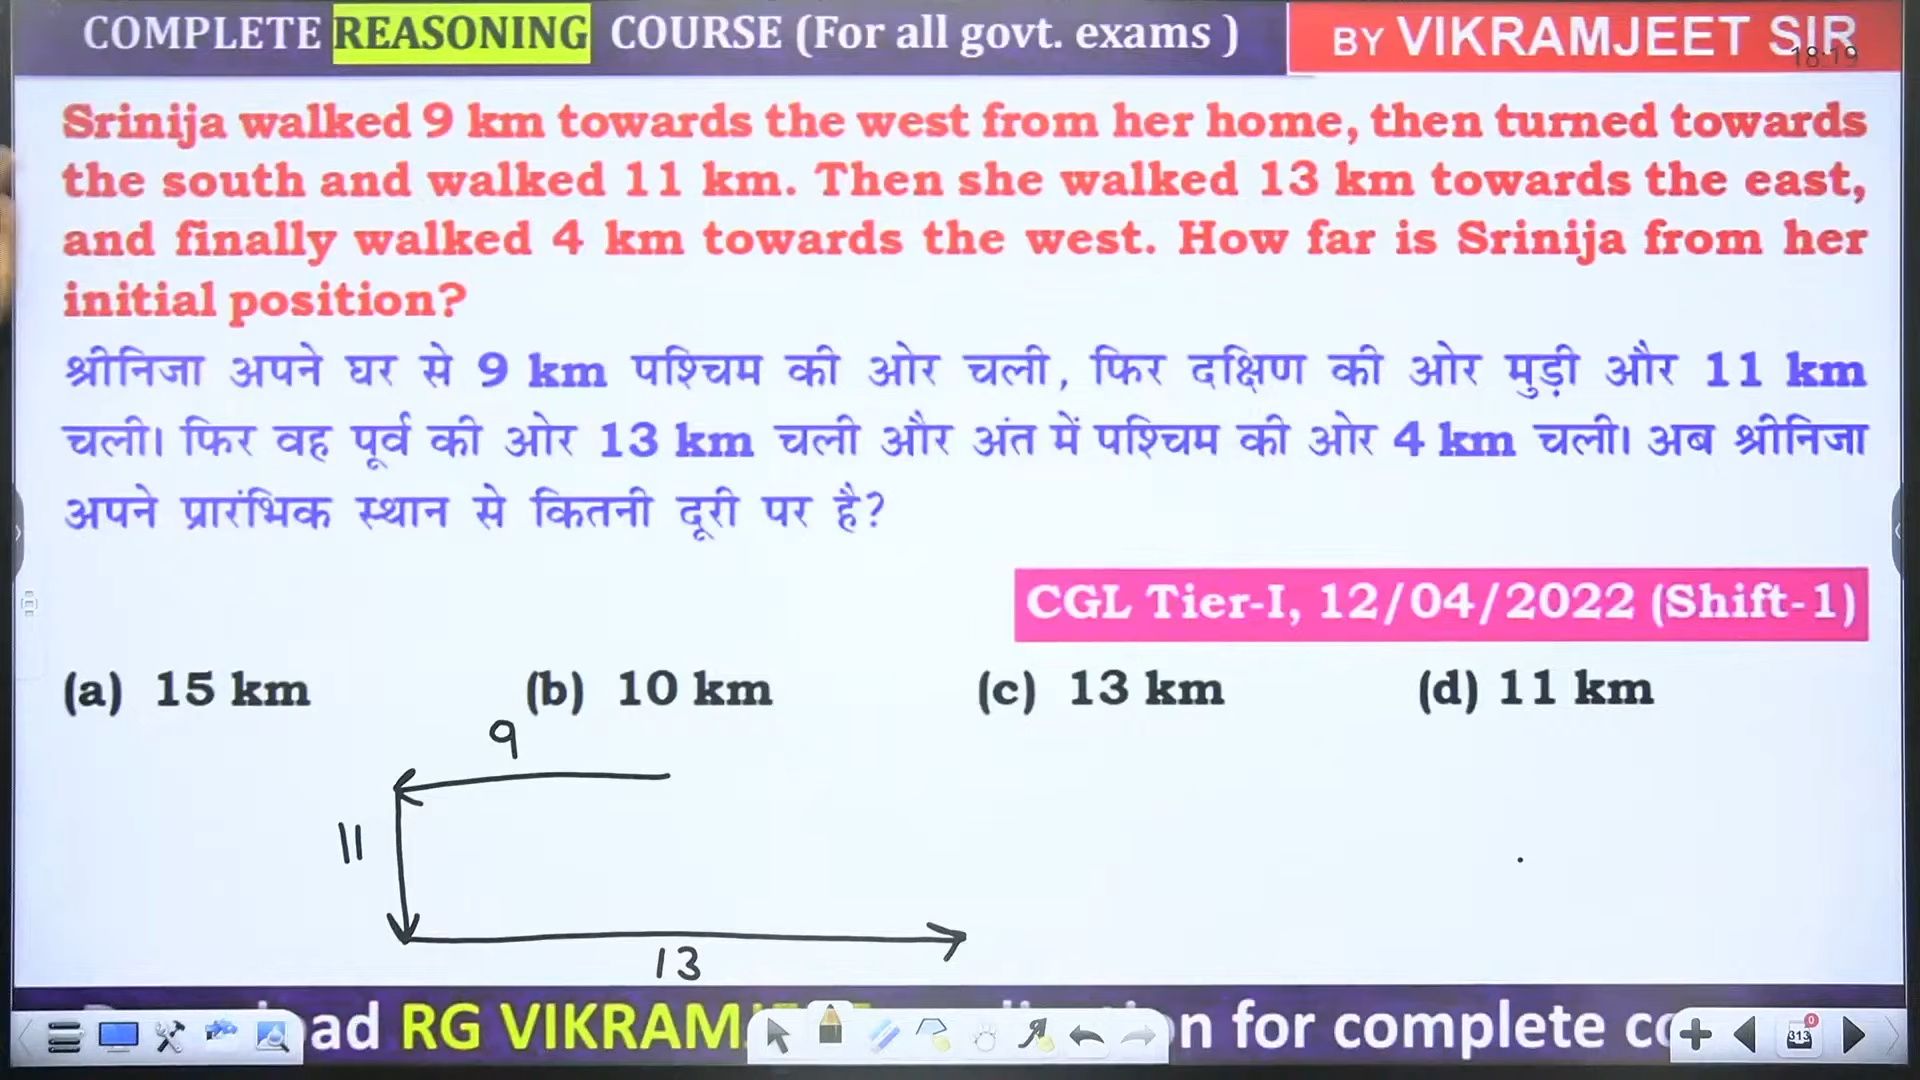 COMPLETE REASONING COURSE (For all govt. exams )
BY VIKRAMJEET SIR
18:19
Srinija walked 9 km towards the west from her home, then turned towards
the south and walked 11 km. Then she walked 13 km towards the east,
and finally walked 4 km towards the west. How far is Srinija from her
initial position?
श्रीनिजा अपने घर से 9 km पश्चिम की ओर चली, फिर दक्षिण की ओर मुड़ी और 11 km
चली। फिर वह पूर्व की ओर 13 km चली और अंत में पश्चिम की ओर 4 km चली। अब श्रीनिजा
अपने प्रारंभिक स्थान से कितनी दूरी पर है?
CGL Tier-I, 12/04/2022 (Shift-1)
(a) 15 km (b) 10 km (c) 13 km (d) 11 km
9
11
13
RG VIKRAM for complete
0
313